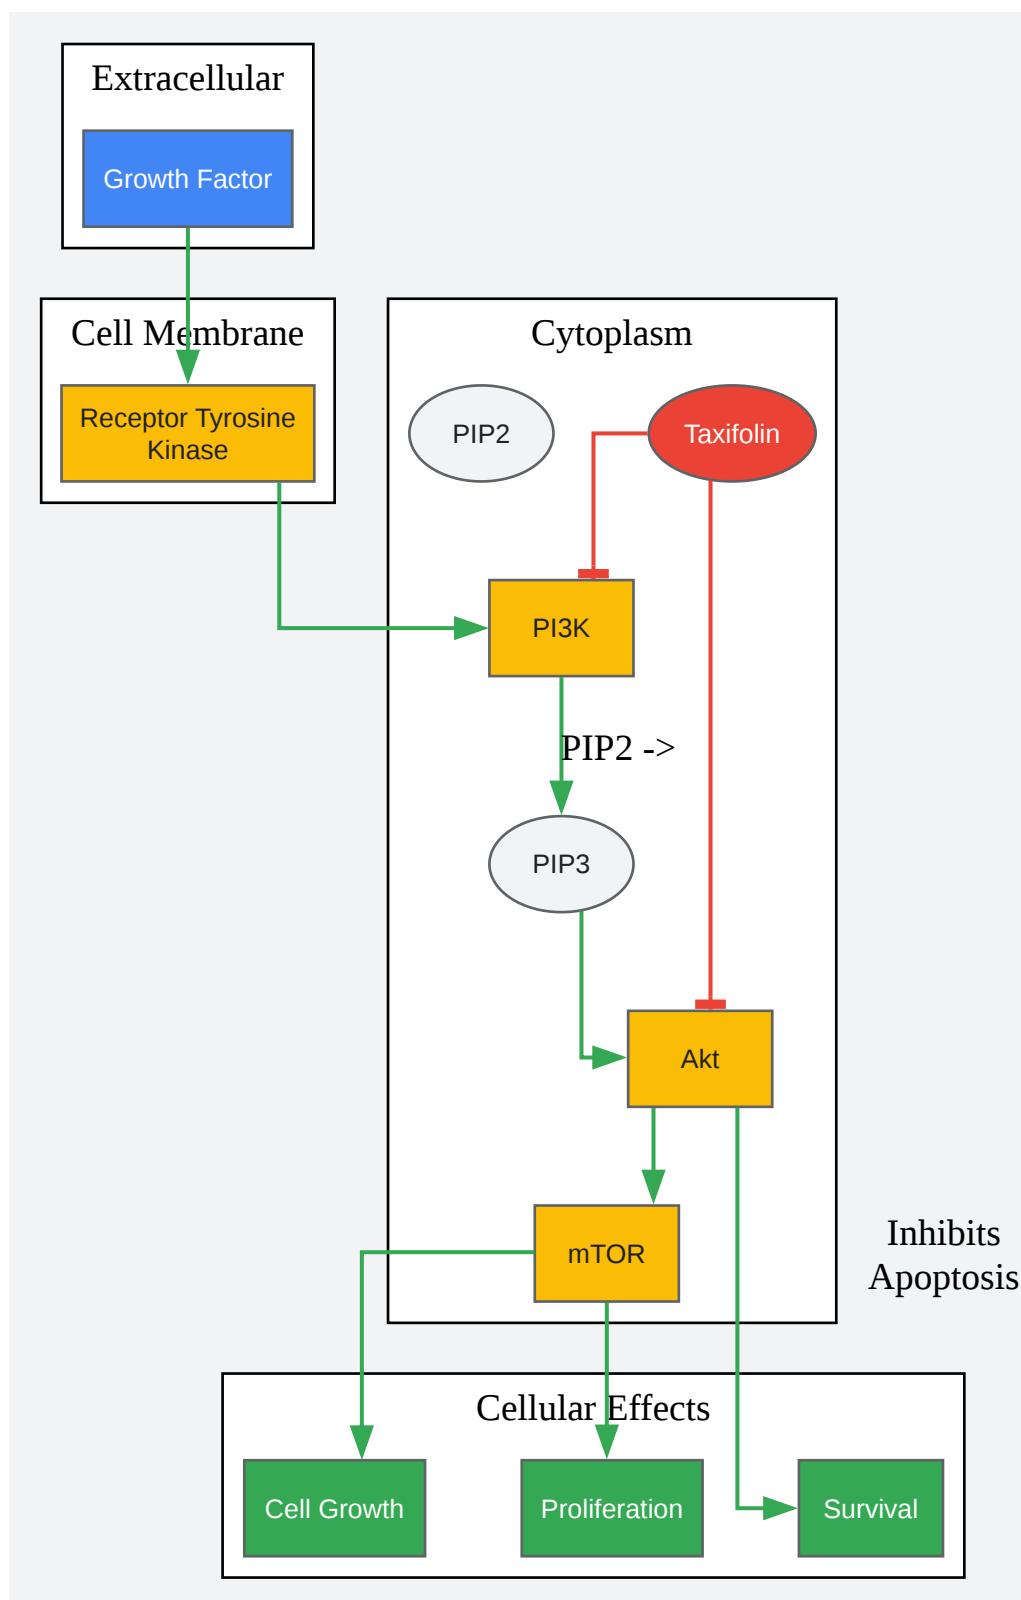 Extracellular
Growth Factor
Cell Membrane
Receptor Tyrosine
Kinase
Cytoplasm
PIP2
Taxifolin
PI3K
PIP2 ->
PIP3
Akt
mTOR
Inhibits
Apoptosis
Cellular Effects
Cell Growth
Proliferation
Survival